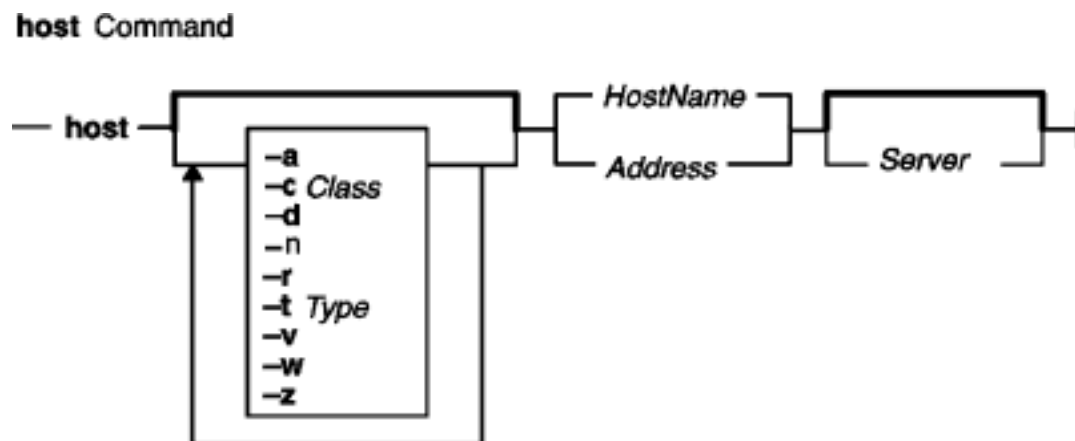 host Command
host
HostName
Address
Server
–a
–c Class
–d
–n
–r
–t Type
–v
–w
–z